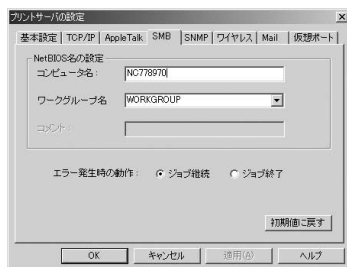 プリントサーバの設定
基本設定 TCP/IP AppleTalk SMB SNMP ワイヤレス Mail 仮想ポート
NetBIOS名の設定
コンピュータ名: NC778970
ワークグループ名 WORKGROUP
コメント:
エラー発生時の動作: ジョブ継続 ジョブ終了
初期値に戻す
OK キャンセル 適用(A) ヘルプ